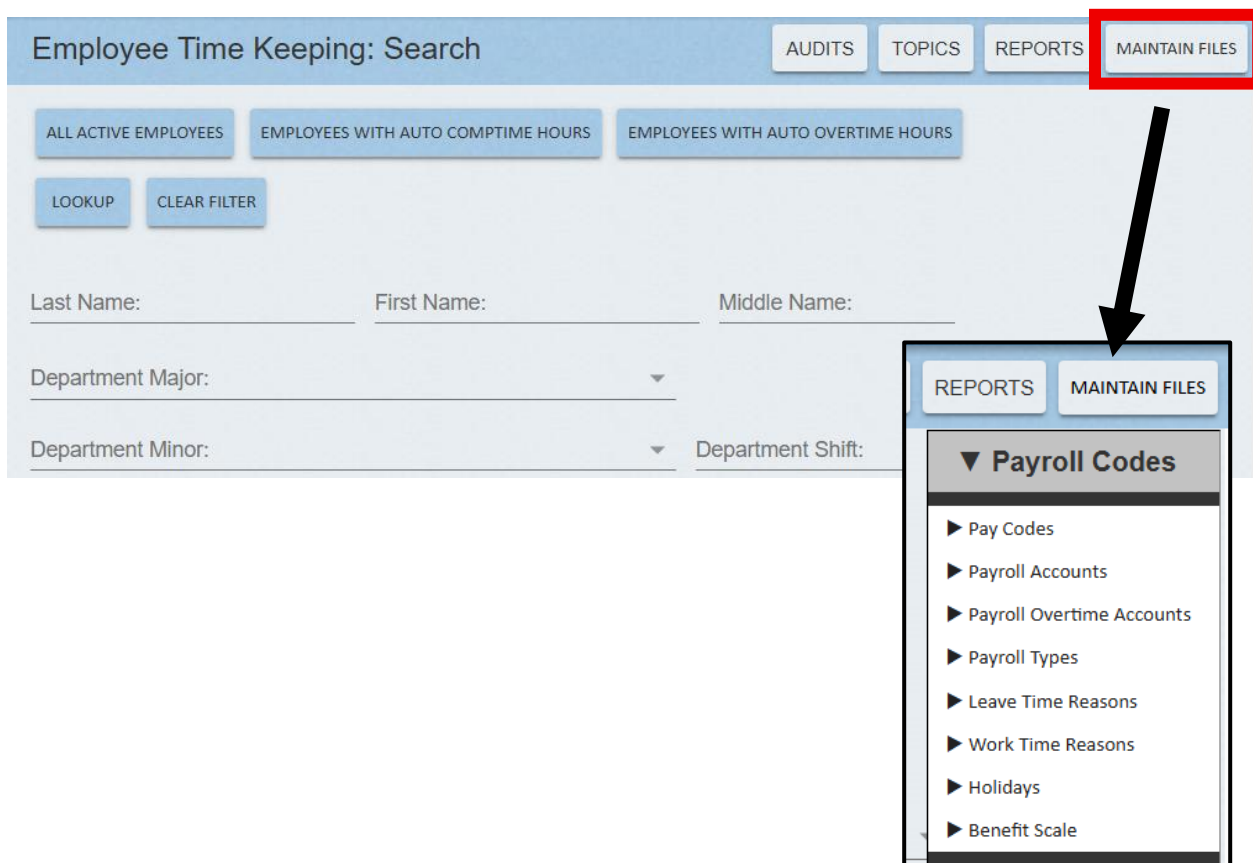 Employee Time Keeping: Search
AUDITS
TOPICS
REPORTS
MAINTAIN FILES
ALL ACTIVE EMPLOYEES
EMPLOYEES WITH AUTO COMPTIME HOURS
EMPLOYEES WITH AUTO OVERTIME HOURS
LOOKUP
CLEAR FILTER
Last Name:
First Name:
Middle Name:
Department Major:
Department Minor:
Department Shift:
REPORTS
MAINTAIN FILES
▼ Payroll Codes
▶ Pay Codes
▶ Payroll Accounts
▶ Payroll Overtime Accounts
▶ Payroll Types
▶ Leave Time Reasons
▶ Work Time Reasons
▶ Holidays
▶ Benefit Scale